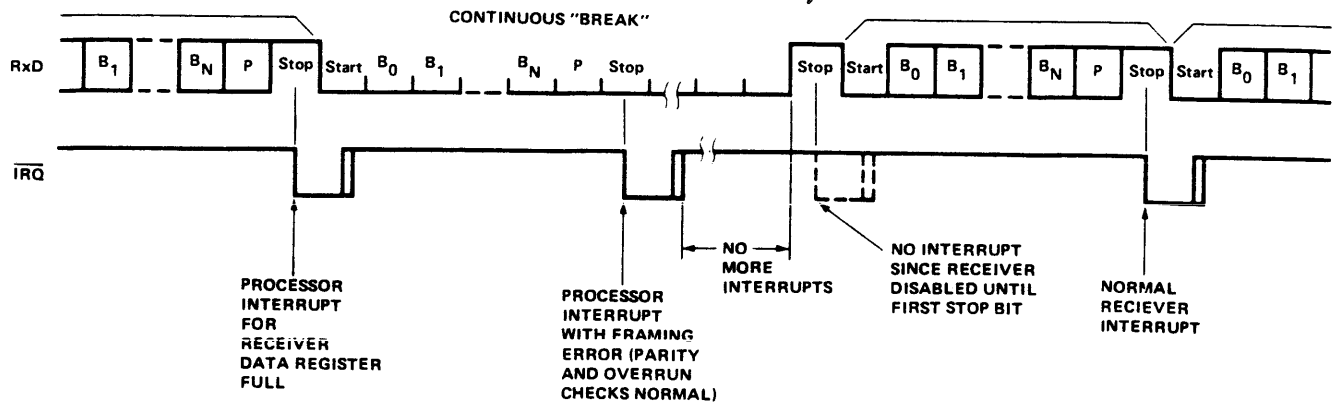 CONTINUOUS "BREAK"
RxD B1 BN P Stop Start B0 B1 BN P Stop Stop Start B0 B1 BN P Stop Start B0 B1
IRQ
NO
MORE
INTERRUPTS
NO INTERRUPT
SINCE RECEIVER
DISABLED UNTIL
FIRST STOP BIT
PROCESSOR
INTERRUPT
FOR
RECEIVER
DATA REGISTER
FULL
PROCESSOR
INTERRUPT
WITH FRAMING
ERROR (PARITY
AND OVERRUN
CHECKS NORMAL)
NORMAL
RECIEVER
INTERRUPT